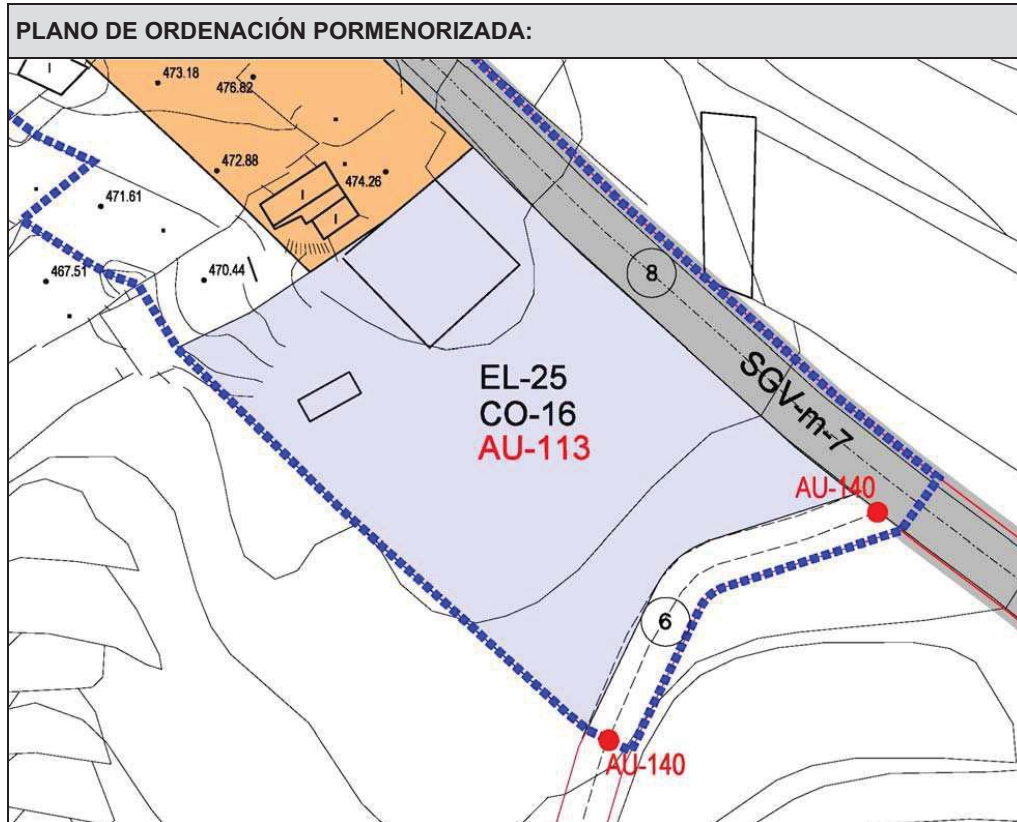 PLANO DE ORDENACIÓN PORMENORIZADA:
I
473.18
476.82
472.88
474.26
I
I
471.61
467.51
470.44
8
EL-25
CO-16
AU-113
SGV-m-7
AU-140
6
AU-140